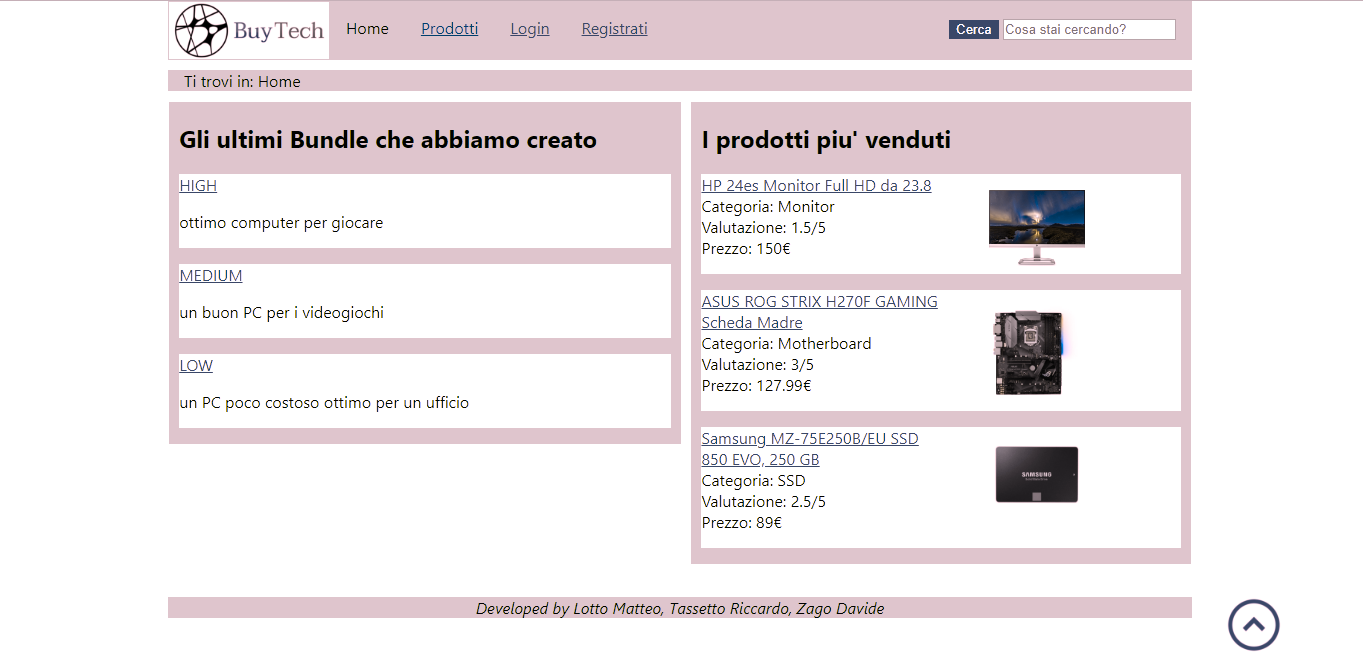 BuyTech
Home Prodotti Login Registrati Cerca Cosa stai cercando?
Ti trovi in: Home
Gli ultimi Bundle che abbiamo creato
HIGH
ottimo computer per giocare
MEDIUM
un buon PC per i videogiochi
LOW
un PC poco costoso ottimo per un ufficio
I prodotti piu' venduti
HP 24es Monitor Full HD da 23.8
Categoria: Monitor
Valutazione: 1.5/5
Prezzo: 150€
ASUS ROG STRIX H270F GAMING
Scheda Madre
Categoria: Motherboard
Valutazione: 3/5
Prezzo: 127.99€
Samsung MZ-75E250B/EU SSD
850 EVO, 250 GB
Categoria: SSD
Valutazione: 2.5/5
Prezzo: 89€
SAMSUNG
Developed by Lotto Matteo, Tassetto Riccardo, Zago Davide